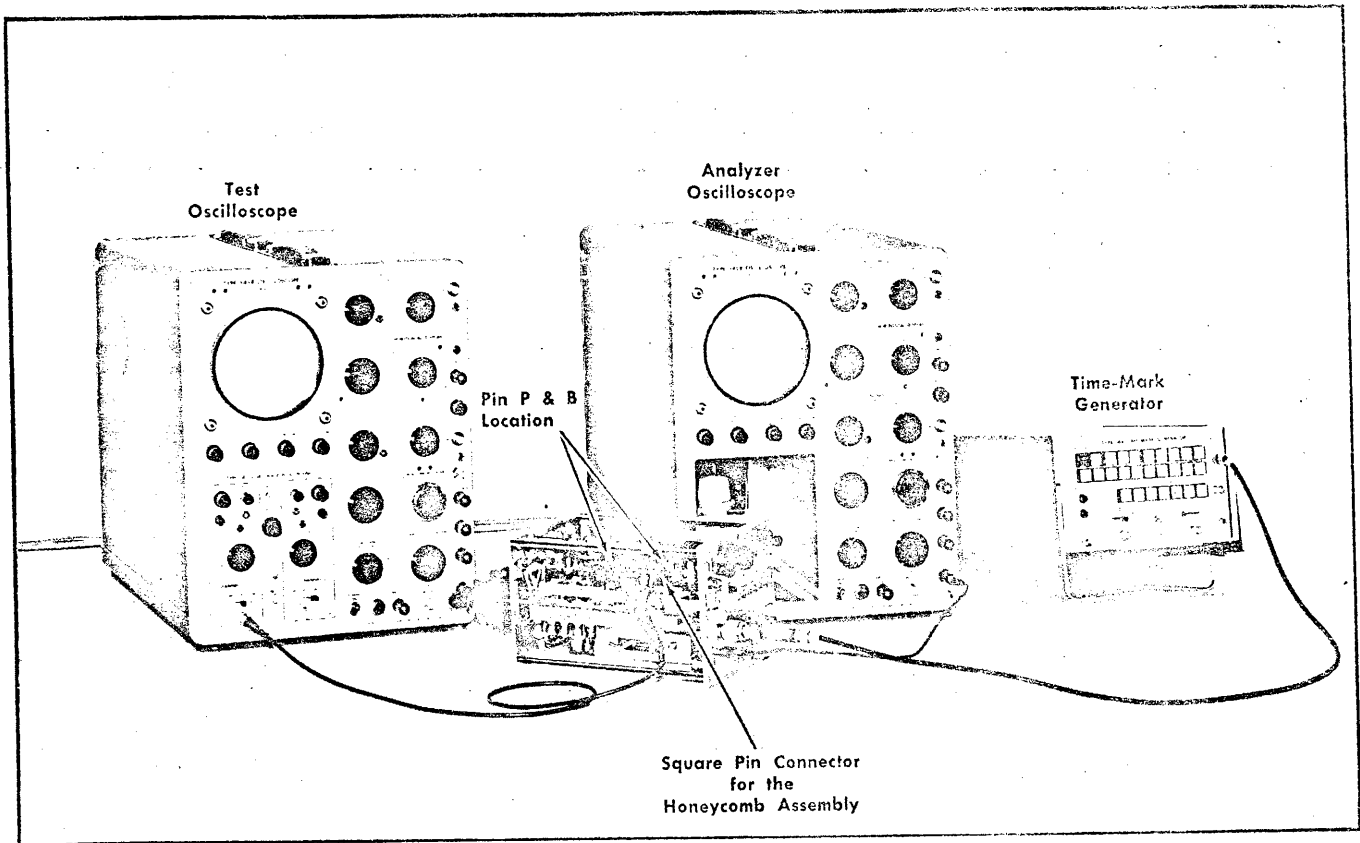 Test
Oscilloscope
Analyzer
Oscilloscope
Pin P & B
Location
Time-Mark
Generator
Square Pin Connector
for the
Honeycomb Assembly